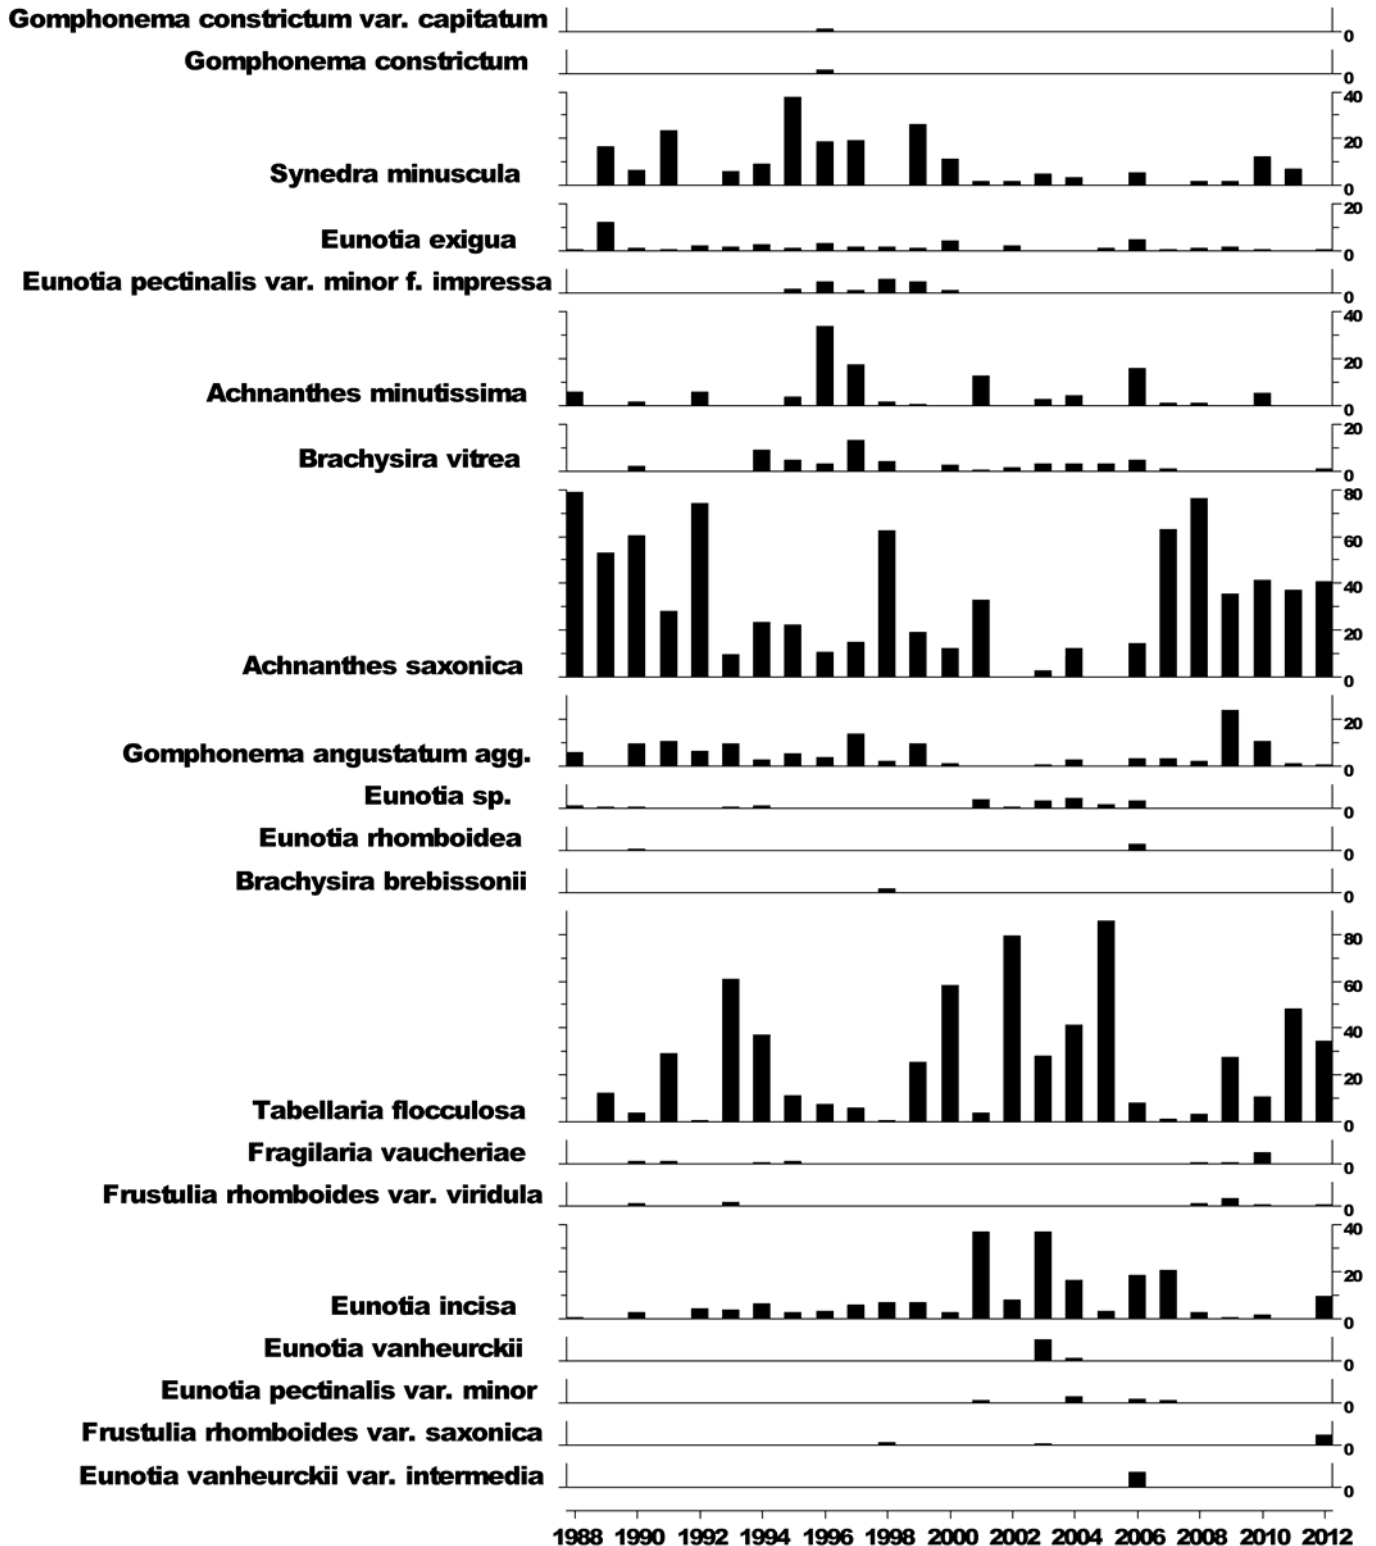 Gomphonema constrictum var. capitatum
0
Gomphonema constrictum
0
40
20
Synedra minuscula
0
20
Eunotia exigua
0
Eunotia pectinalis var. minor f. impressa
0
40
20
Achnanthes minutissima
0
20
Brachysira vitrea
0
80
60
40
20
Achnanthes saxonica
0
20
Gomphonema angustatum agg.
0
Eunotia sp.
0
Eunotia rhomboidea
0
Brachysira brebissonii
0
80
60
40
20
Tabellaria flocculosa
0
Fragilaria vaucheriae
0
Frustulia rhomboides var. viridula
0
40
20
Eunotia incisa
0
Eunotia vanheurckii
0
Eunotia pectinalis var. minor
0
Frustulia rhomboides var. saxonica
0
Eunotia vanheurckii var. intermedia
0
1988 1990 1992 1994 1996 1998 2000 2002 2004 2006 2008 2010 2012